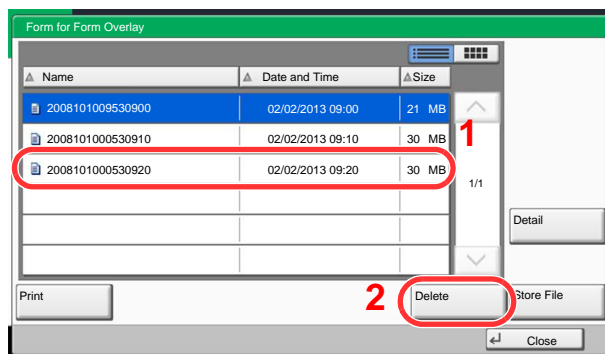 Form for Form Overlay
Name Date and Time Size
2008101009530900 02/02/2013 09:00 21 MB
2008101000530910 02/02/2013 09:10 30 MB
1
2008101000530920 02/02/2013 09:20 30 MB
1/1
Detail
Print 2 Delete Store File
Close